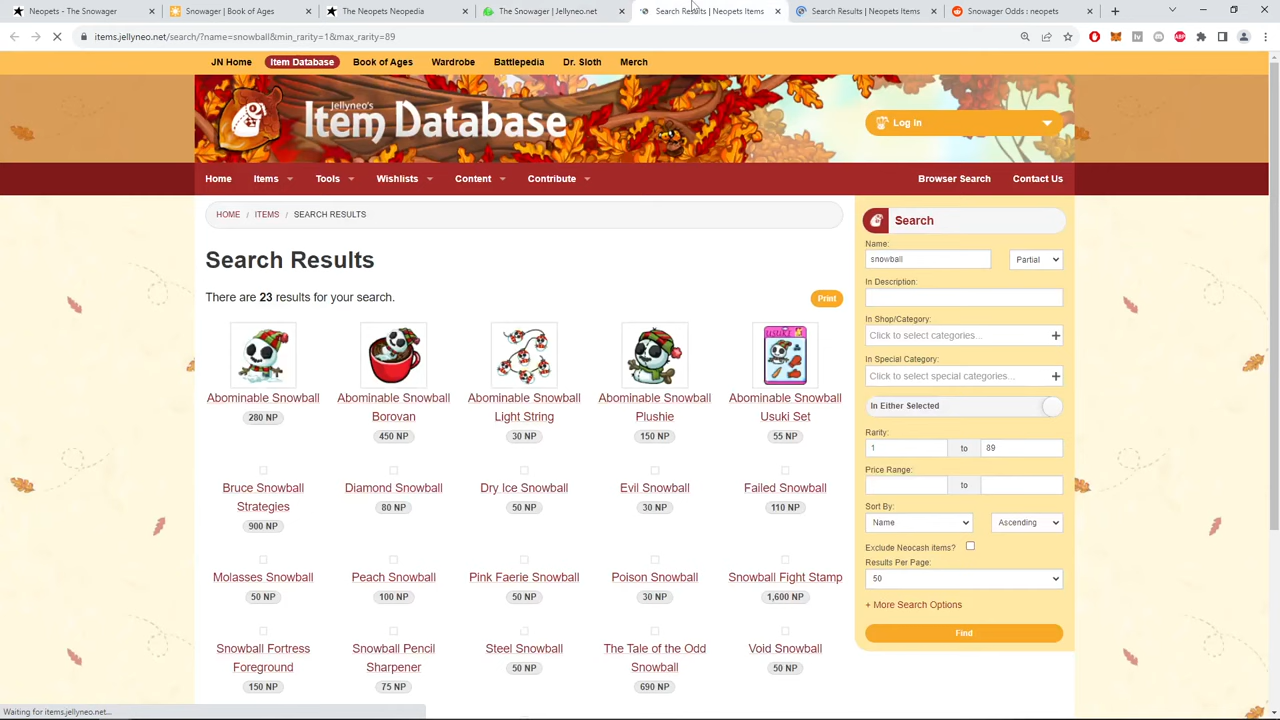 Neopets - The Snowager
Snowager | Book of Ages
The Neopets Neopedia
The Snowager | Jellyneo.net
Search Results | Neopets Items
Search Results | Neopets Items
Snowager Odds : neopets
items.jellyneo.net/search/?name=snowball&min_rarity=1&max_rarity=89
JN Home
Item Database
Book of Ages
Wardrobe
Battlepedia
Dr. Sloth
Merch
Jellyneo's
Item Database
Log In
Home
Items
Tools
Wishlists
Content
Contribute
Browser Search
Contact Us
HOME / ITEMS / SEARCH RESULTS
Search Results
There are 23 results for your search.
Print
Abominable Snowball
280 NP
Abominable Snowball
Borovan
450 NP
Abominable Snowball
Light String
30 NP
Abominable Snowball
Plushie
150 NP
USUKI
Abominable Snowball
Usuki Set
55 NP
Bruce Snowball
Strategies
900 NP
Diamond Snowball
80 NP
Dry Ice Snowball
50 NP
Evil Snowball
30 NP
Failed Snowball
110 NP
Molasses Snowball
50 NP
Peach Snowball
100 NP
Pink Faerie Snowball
50 NP
Poison Snowball
30 NP
Snowball Fight Stamp
1,600 NP
Snowball Fortress
Foreground
150 NP
Snowball Pencil
Sharpener
75 NP
Steel Snowball
50 NP
The Tale of the Odd
Snowball
690 NP
Void Snowball
50 NP
Search
Name:
snowball
Partial
In Description:
In Shop/Category:
Click to select categories...
In Special Category:
Click to select special categories...
In Either Selected
Rarity:
1 to 89
Price Range:
to
Sort By:
Name
Ascending
Exclude Neocash items?
Results Per Page:
50
+ More Search Options
Find
Waiting for items.jellyneo.net...